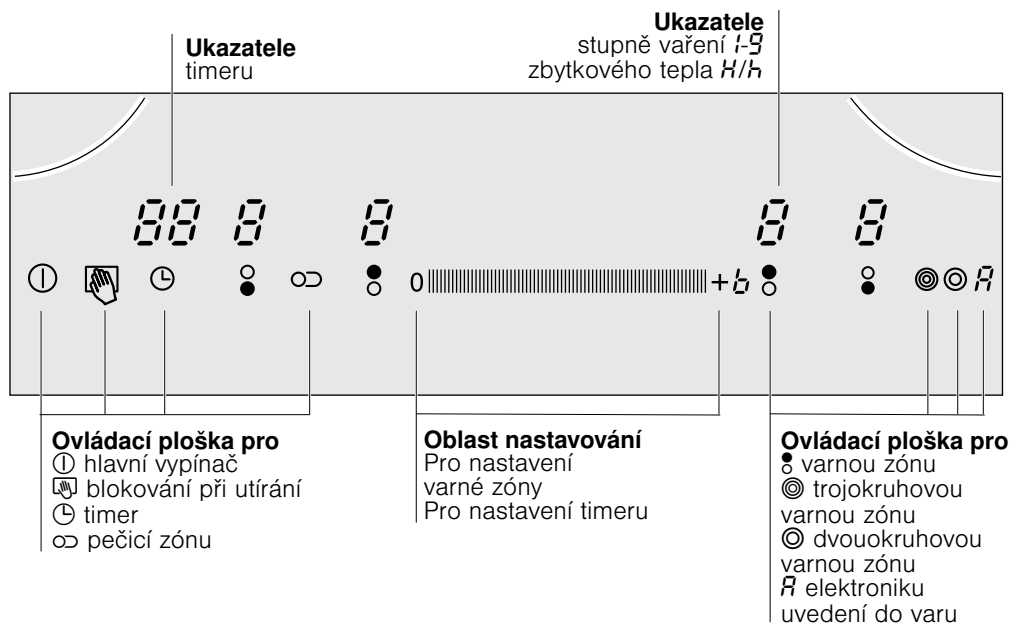 Ukazatele
timeru
Ukazatele
stupně vaření 1-9
zbytkového tepla H/h
88 8 8 8 8
0 + b A
Ovládací ploška pro
hlavní vypínač
blokování při utírání
timer
pečicí zónu
Oblast nastavování
Pro nastavení
varné zóny
Pro nastavení timeru
Ovládací ploška pro
varnou zónu
trojokruhovou
varnou zónu
dvouokruhovou
varnou zónu
A elektroniku
uvedení do varu